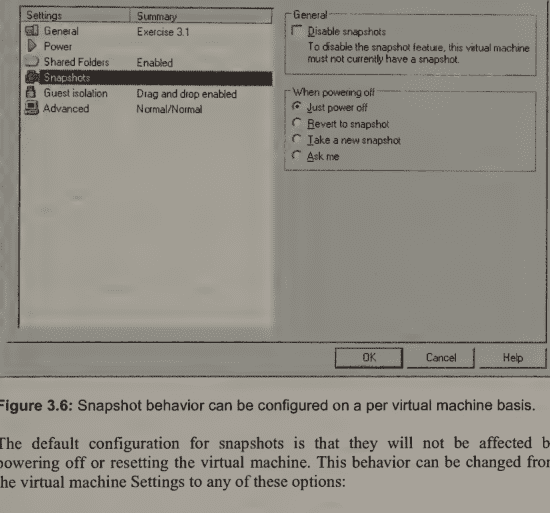 Settings Summary
General Exercise 3.1
Power
Shared Folders Enabled
Snapshots
Guest isolation Drag and drop enabled
Advanced Normal/Normal
General
Disable snapshots
To disable the snapshot feature, this virtual machine
must not currently have a snapshot.
When powering off
Just power off
Revert to snapshot
Take a new snapshot
Ask me
OK Cancel Help
Figure 3.6: Snapshot behavior can be configured on a per virtual machine basis.
The default configuration for snapshots is that they will not be affected b
powering off or resetting the virtual machine. This behavior can be changed fro
the virtual machine Settings to any of these options: